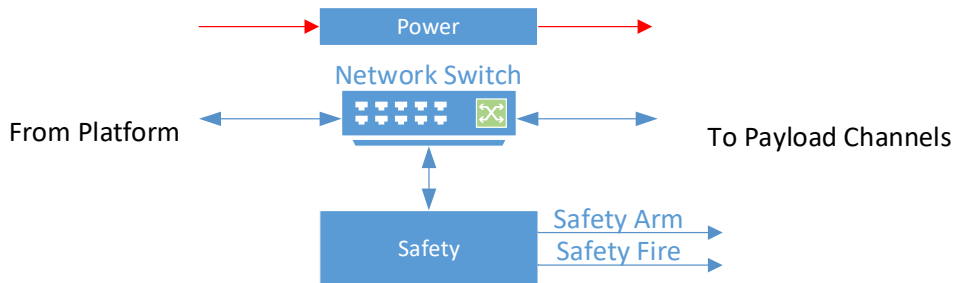 Power
Network Switch
From Platform
To Payload Channels
Safety Arm
Safety
Safety Fire